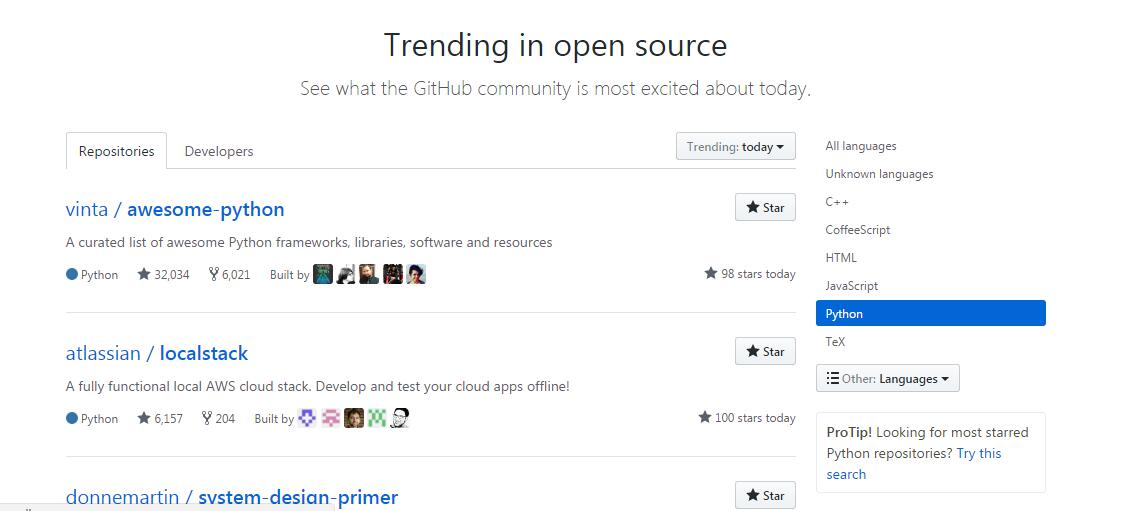 Trending in open source
See what the GitHub community is most excited about today.
Repositories Developers Trending: today
vinta / awesome-python Star
A curated list of awesome Python frameworks, libraries, software and resources
Python 32,034 6,021 Built by 98 stars today
atlassian / localstack Star
A fully functional local AWS cloud stack. Develop and test your cloud apps offline!
Python 6,157 204 Built by 100 stars today
donnemartin / system-design-primer Star
All languages
Unknown languages
C++
CoffeeScript
HTML
JavaScript
Python
TeX
Other: Languages
ProTip! Looking for most starred
Python repositories? Try this
search